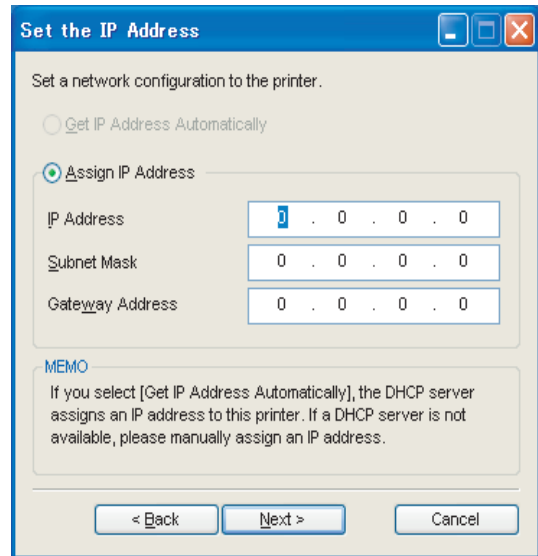 Set the IP Address
Set a network configuration to the printer.
Get IP Address Automatically
Assign IP Address
IP Address 0 . 0 . 0 . 0
Subnet Mask 0 . 0 . 0 . 0
Gateway Address 0 . 0 . 0 . 0
MEMO
If you select [Get IP Address Automatically], the DHCP server
assigns an IP address to this printer. If a DHCP server is not
available, please manually assign an IP address.
< Back Next > Cancel